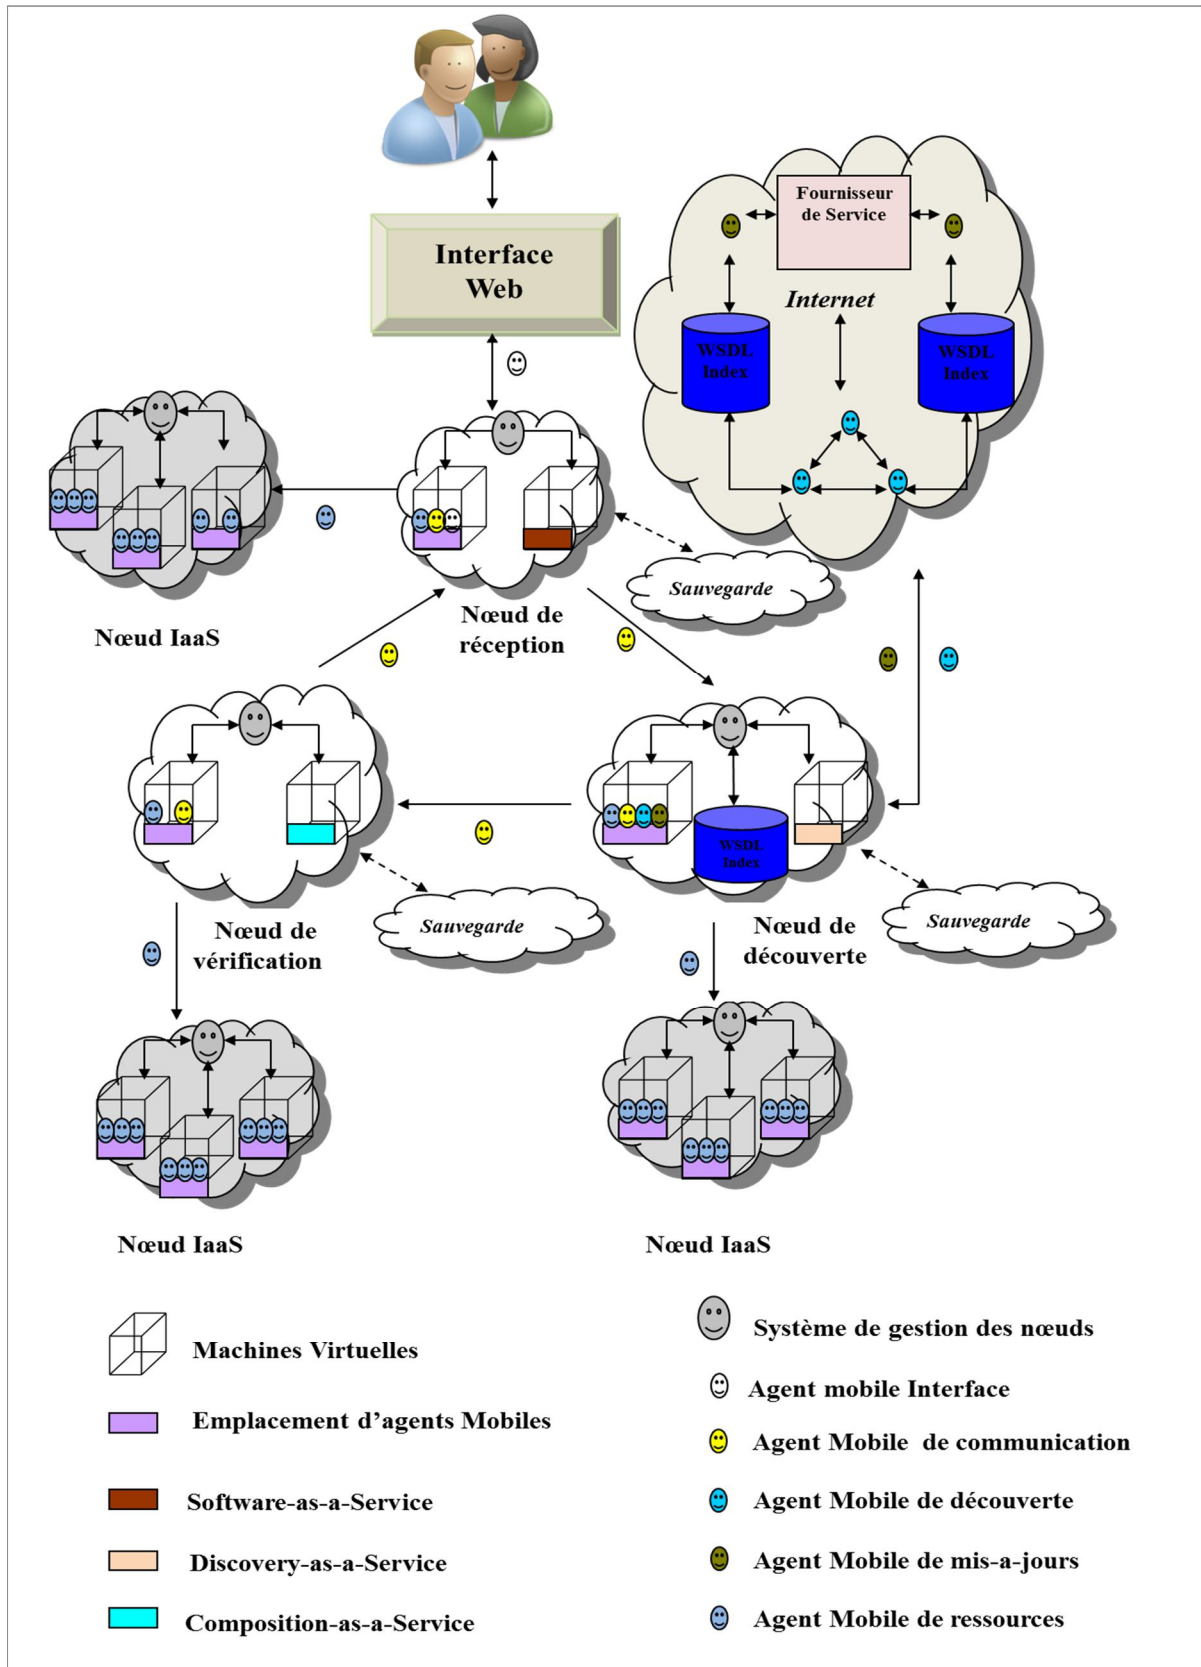 Fournisseur
de Service
Interface
Web
Internet
WSDL
Index
WSDL
Index
Sauvegarde
Nœud de
réception
Nœud IaaS
WSDL
Index
Sauvegarde
Sauvegarde
Nœud de
vérification
Nœud de
découverte
Nœud IaaS
Nœud IaaS
Machines Virtuelles
Emplacement d’agents Mobiles
Software-as-a-Service
Discovery-as-a-Service
Composition-as-a-Service
Système de gestion des nœuds
Agent mobile Interface
Agent Mobile de communication
Agent Mobile de découverte
Agent Mobile de mis-a-jours
Agent Mobile de ressources